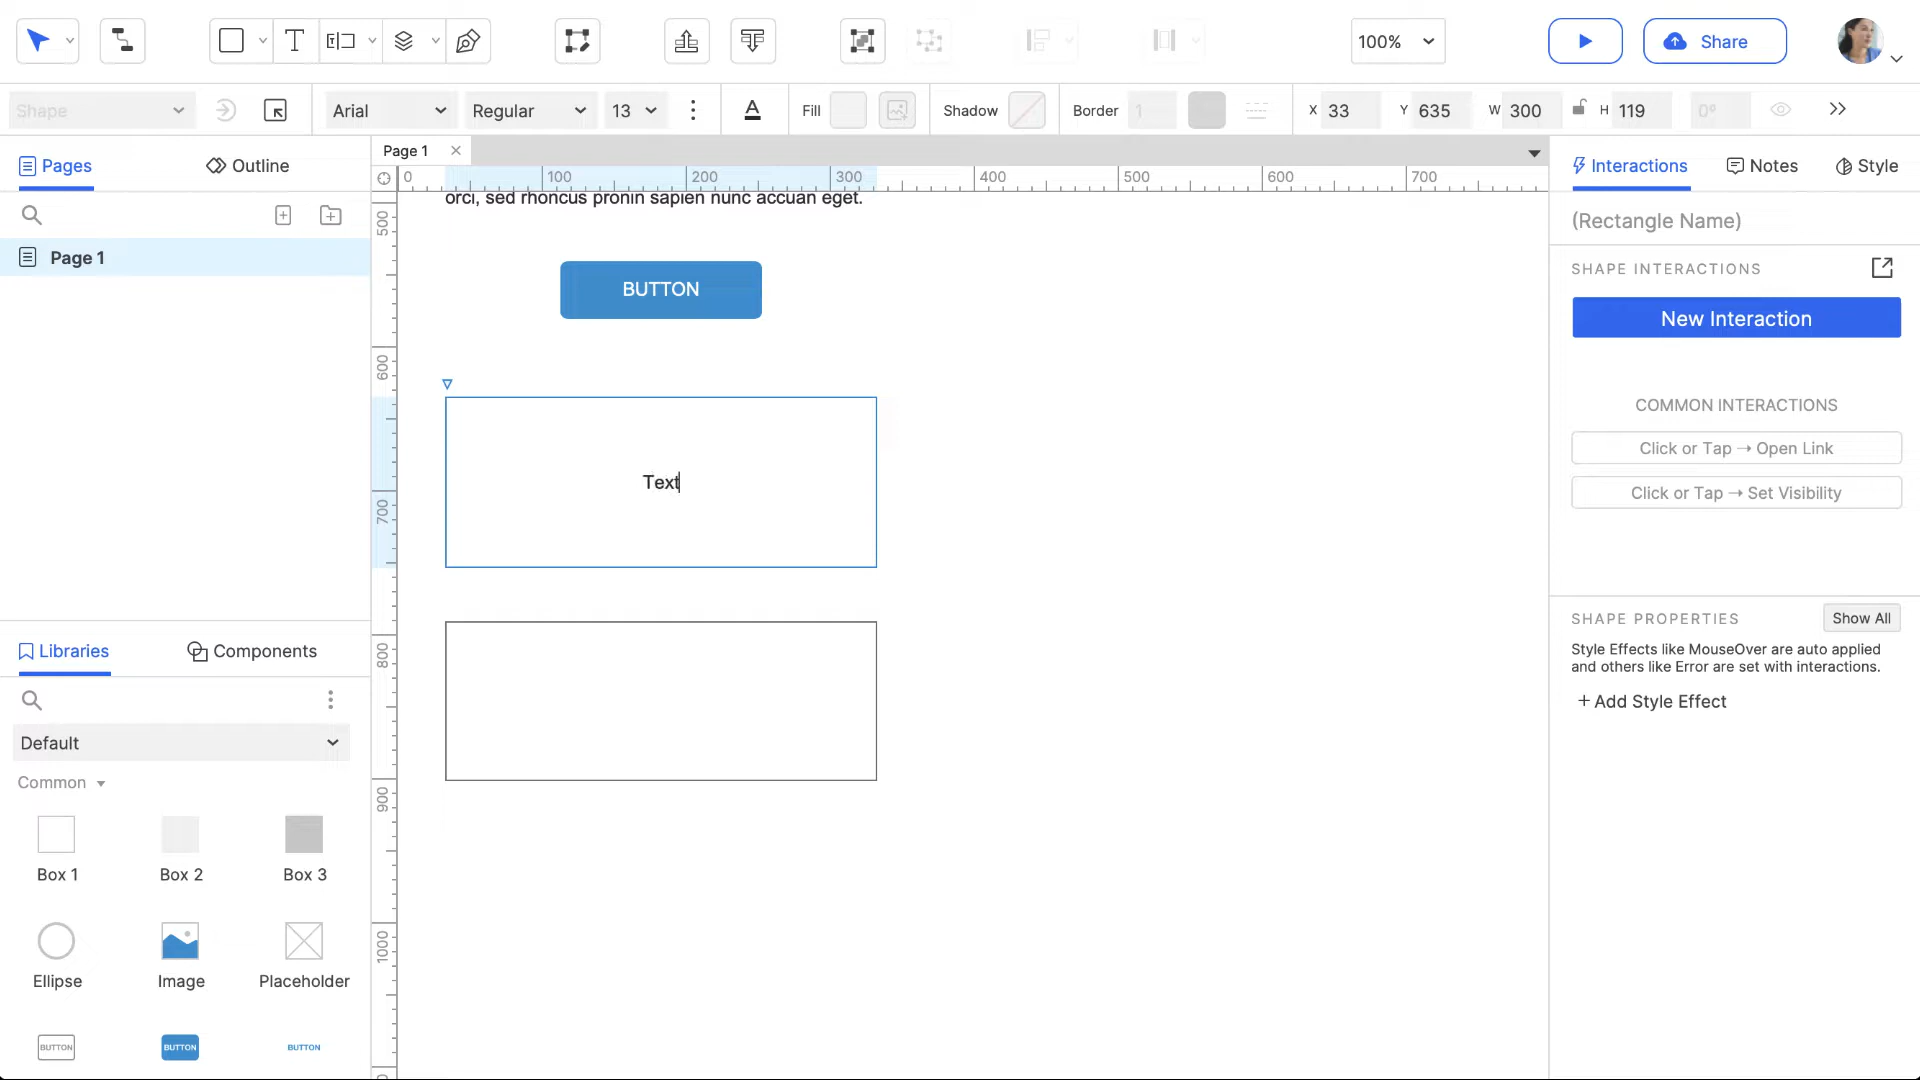 100%
Share
Shape
Arial
Regular
13
Fill
Shadow
Border
1
X 33
Y 635
W 300
H 119
0°
Pages
Outline
Page 1
Page 1
0
100
200
300
400
500
600
700
500
600
700
800
900
1000
orci, sed rhoncus pronin sapien nunc accuan eget.
BUTTON
Text
Libraries
Components
Default
Common
Box 1
Box 2
Box 3
Ellipse
Image
Placeholder
BUTTON
BUTTON
BUTTON
Interactions
Notes
Style
(Rectangle Name)
SHAPE INTERACTIONS
New Interaction
COMMON INTERACTIONS
Click or Tap → Open Link
Click or Tap → Set Visibility
SHAPE PROPERTIES
Show All
Style Effects like MouseOver are auto applied
and others like Error are set with interactions.
+ Add Style Effect